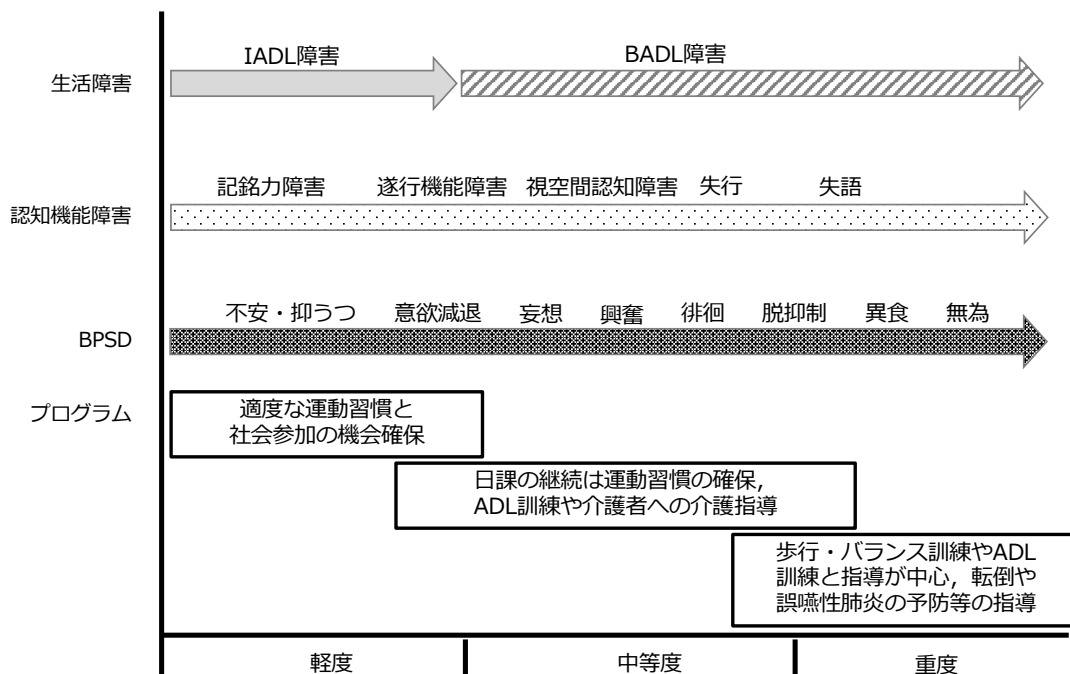 IADL障害
BADL障害
生活障害
記銘力障害
遂行機能障害
視空間認知障害
失行
失語
認知機能障害
不安・抑うつ
意欲減退
妄想
興奮
徘徊
脱抑制
異食
無為
BPSD
プログラム
適度な運動習慣と
社会参加の機会確保
日課の継続は運動習慣の確保，
ADL訓練や介護者への介護指導
歩行・バランス訓練やADL
訓練と指導が中心，転倒や
誤嚥性肺炎の予防等の指導
軽度
中等度
重度